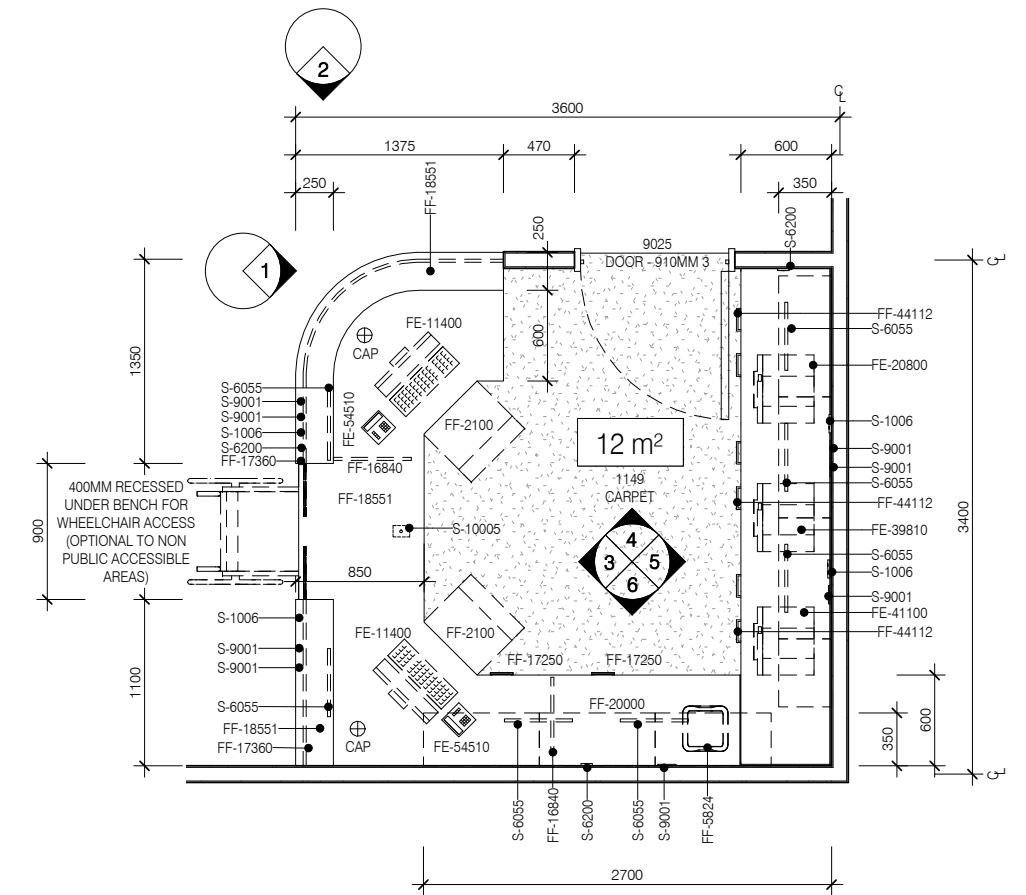 2
℄
3600
1375
470
600
250
350
FF-18551
S-6200
1
250
9025
DOOR - 910MM 3
℄
FF-44112
S-6055
FE-11400
CAP
600
1350
FE-20800
S-6055
S-9001
S-9001
S-1006
S-6200
FF-17360
FE-54510
FF-2100
12 m²
S-1006
S-9001
S-9001
FF-16840
1149
CARPET
S-6055
400MM RECESSED
UNDER BENCH FOR
WHEELCHAIR ACCESS
(OPTIONAL TO NON
PUBLIC ACCESSIBLE
AREAS)
FF-18551
FF-44112
900
S-10005
3400
FE-39810
4
3
5
6
S-6055
S-1006
850
S-9001
FE-41100
S-1006
FE-11400
FF-2100
FF-44112
S-9001
S-9001
FF-17250
FF-17250
1100
S-6055
FF-20000
FF-18551
FF-17360
CAP
FE-54510
350
600
℄
S-6055
FF-16840
S-6200
S-6055
S-9001
FF-5824
2700